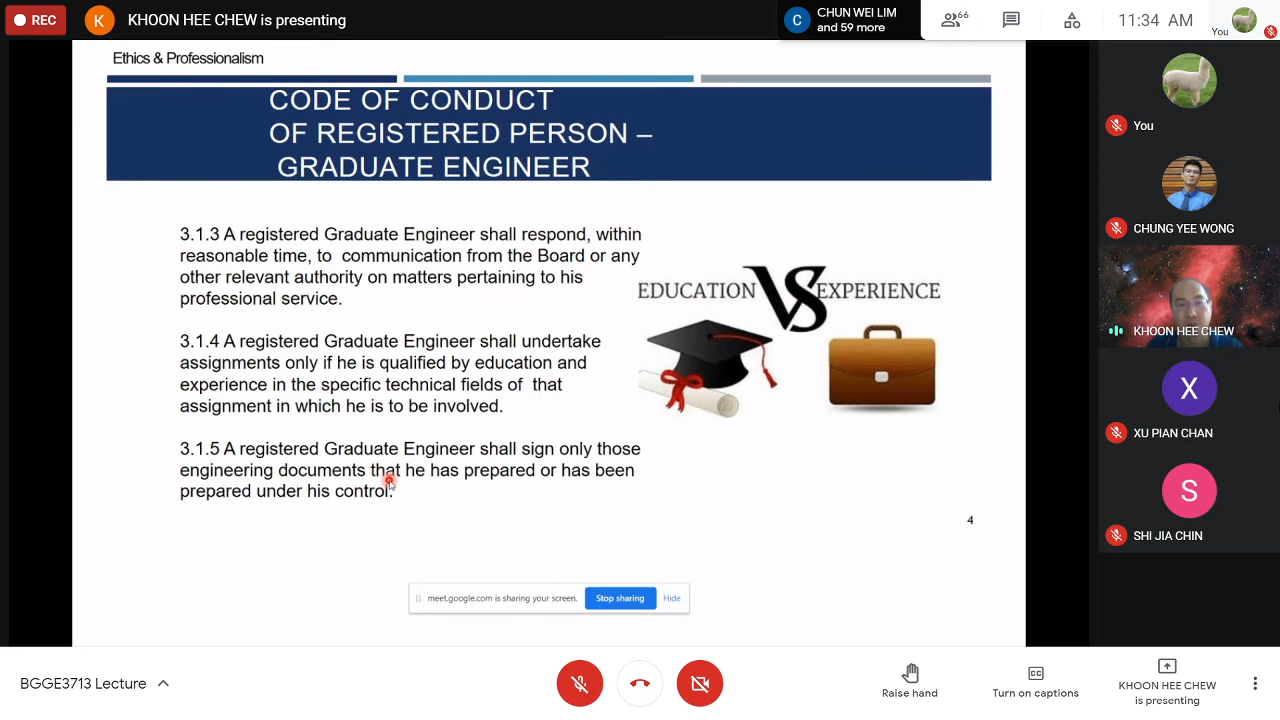 REC
K
KHOON HEE CHEW is presenting
C
CHUN WEI LIM
and 59 more
66
11:34 AM
You
Ethics & Professionalism
CODE OF CONDUCT
OF REGISTERED PERSON –
GRADUATE ENGINEER
3.1.3 A registered Graduate Engineer shall respond, within
reasonable time, to communication from the Board or any
other relevant authority on matters pertaining to his
professional service.
3.1.4 A registered Graduate Engineer shall undertake
assignments only if he is qualified by education and
experience in the specific technical fields of that
assignment in which he is to be involved.
3.1.5 A registered Graduate Engineer shall sign only those
engineering documents that he has prepared or has been
prepared under his control.
EDUCATION VS EXPERIENCE
4
meet.google.com is sharing your screen.
Stop sharing
Hide
You
CHUNG YEE WONG
KHOON HEE CHEW
X
XU PIAN CHAN
S
SHI JIA CHIN
BGGE3713 Lecture
Raise hand
CC
Turn on captions
KHOON HEE CHEW
is presenting